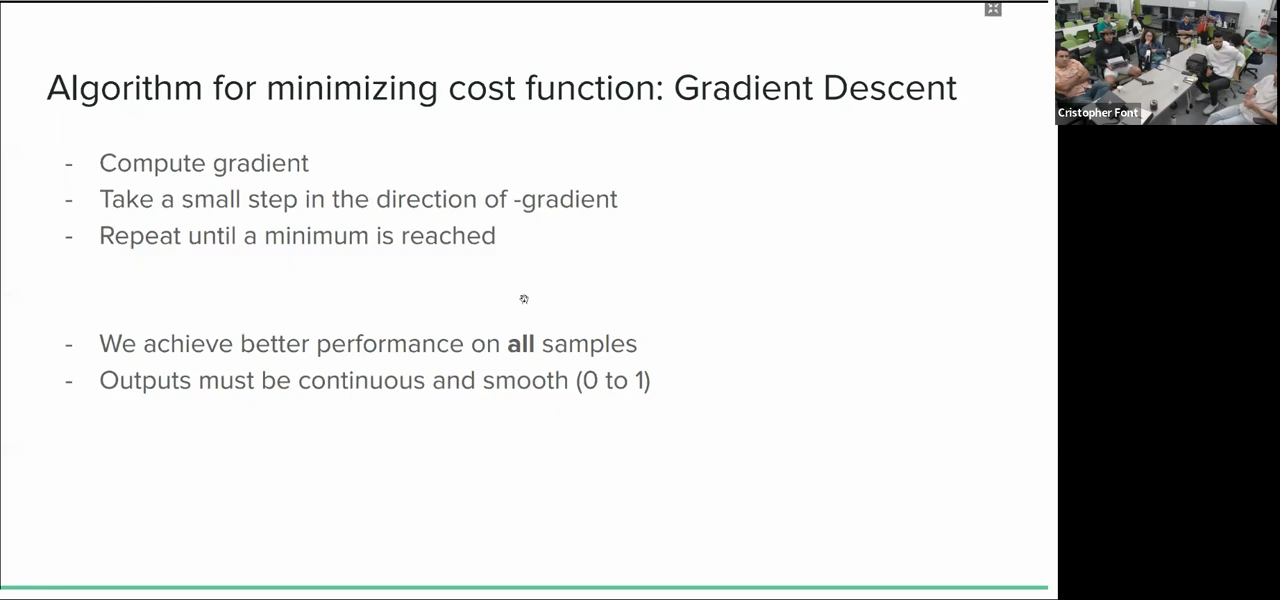 Algorithm for minimizing cost function: Gradient Descent
- Compute gradient
- Take a small step in the direction of -gradient
- Repeat until a minimum is reached
- We achieve better performance on all samples
- Outputs must be continuous and smooth (0 to 1)
Cristopher Font